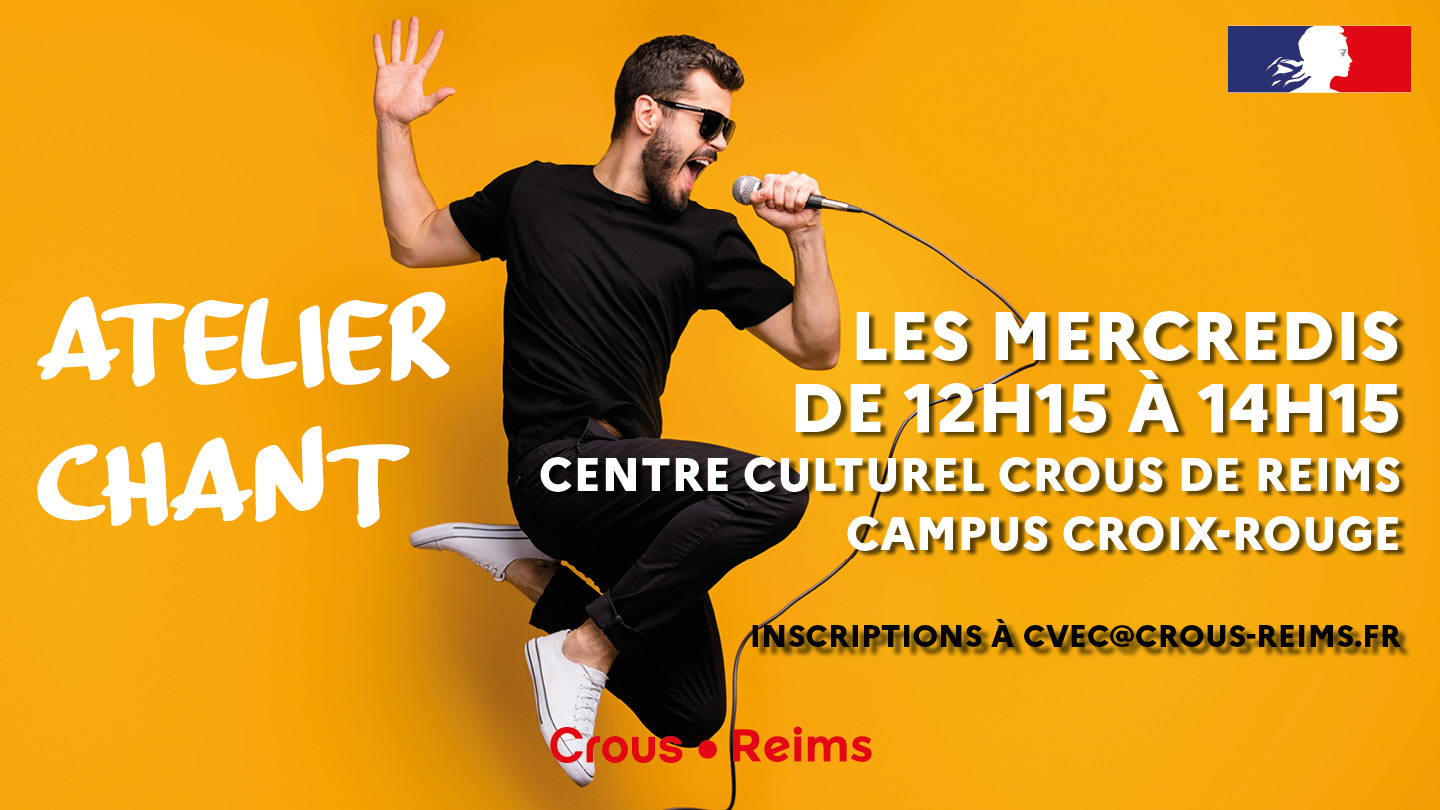 ATELIER
CHANT
LES MERCREDIS
DE 12H15 À 14H15
CENTRE CULTUREL CROUS DE REIMS
CAMPUS CROIX-ROUGE
INSCRIPTIONS À CVEC@CROUS-REIMS.FR
Crous • Reims